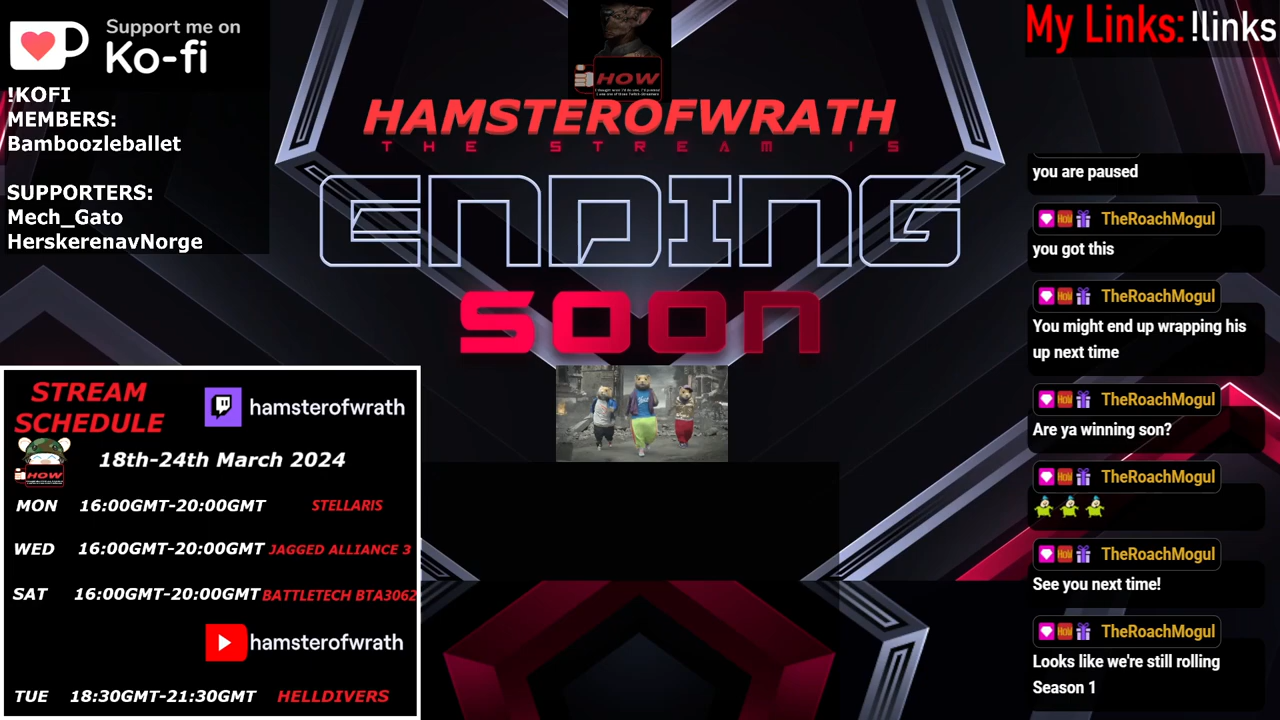 Support me on
Ko-fi
!KOFI
MEMBERS:
Bamboozleballet
SUPPORTERS:
Mech_Gato
HerskerenavNorge
HOW
HAMSTEROFWRATH
THE STREAM IS
ENDING
SOON
My Links: !links
you are paused
TheRoachMogul
you got this
TheRoachMogul
You might end up wrapping his
up next time
TheRoachMogul
Are ya winning son?
TheRoachMogul
TheRoachMogul
See you next time!
TheRoachMogul
Looks like we're still rolling
Season 1
STREAM
SCHEDULE
hamsterofwrath
HOW
18th-24th March 2024
MON 16:00GMT-20:00GMT STELLARIS
WED 16:00GMT-20:00GMT JAGGED ALLIANCE 3
SAT 16:00GMT-20:00GMT BATTLETECH BTA3062
hamsterofwrath
TUE 18:30GMT-21:30GMT HELLDIVERS